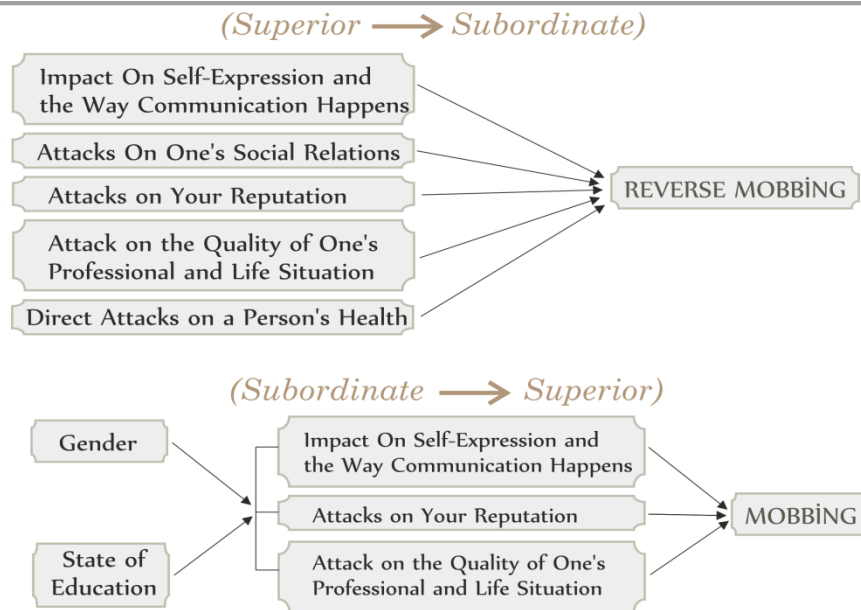 (Superior → Subordinate)
Impact On Self-Expression and
the Way Communication Happens
Attacks On One's Social Relations
Attacks on Your Reputation
Attack on the Quality of One's
Professional and Life Situation
Direct Attacks on a Person's Health
REVERSE MOBBİNG
(Subordinate → Superior)
Gender
State of
Education
Impact On Self-Expression and
the Way Communication Happens
Attacks on Your Reputation
Attack on the Quality of One's
Professional and Life Situation
MOBBİNG